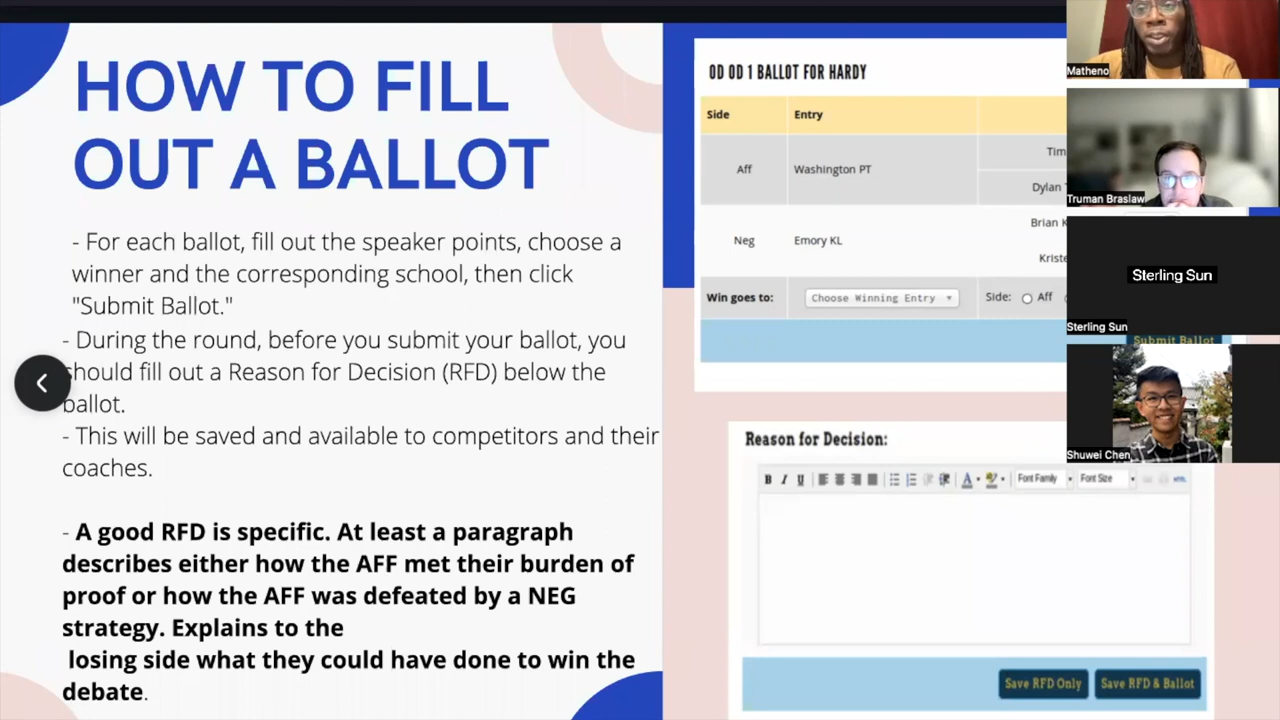 HOW TO FILL
OUT A BALLOT
- For each ballot, fill out the speaker points, choose a
winner and the corresponding school, then click
"Submit Ballot."
- During the round, before you submit your ballot, you
should fill out a Reason for Decision (RFD) below the
ballot.
- This will be saved and available to competitors and their
coaches.
- A good RFD is specific. At least a paragraph
describes either how the AFF met their burden of
proof or how the AFF was defeated by a NEG
strategy. Explains to the
losing side what they could have done to win the
debate.
OD OD 1 BALLOT FOR HARDY
Side Entry
Tim
Aff Washington PT
Dylan
Brian K
Neg Emory KL
Kriste
Win goes to: Choose Winning Entry Side: Aff
Submit Ballot
Reason for Decision:
B I U A Font Family Font Size HTML
Save RFD Only Save RFD & Ballot
Matheno
Truman Braslaw
Sterling Sun
Sterling Sun
Shuwei Chen